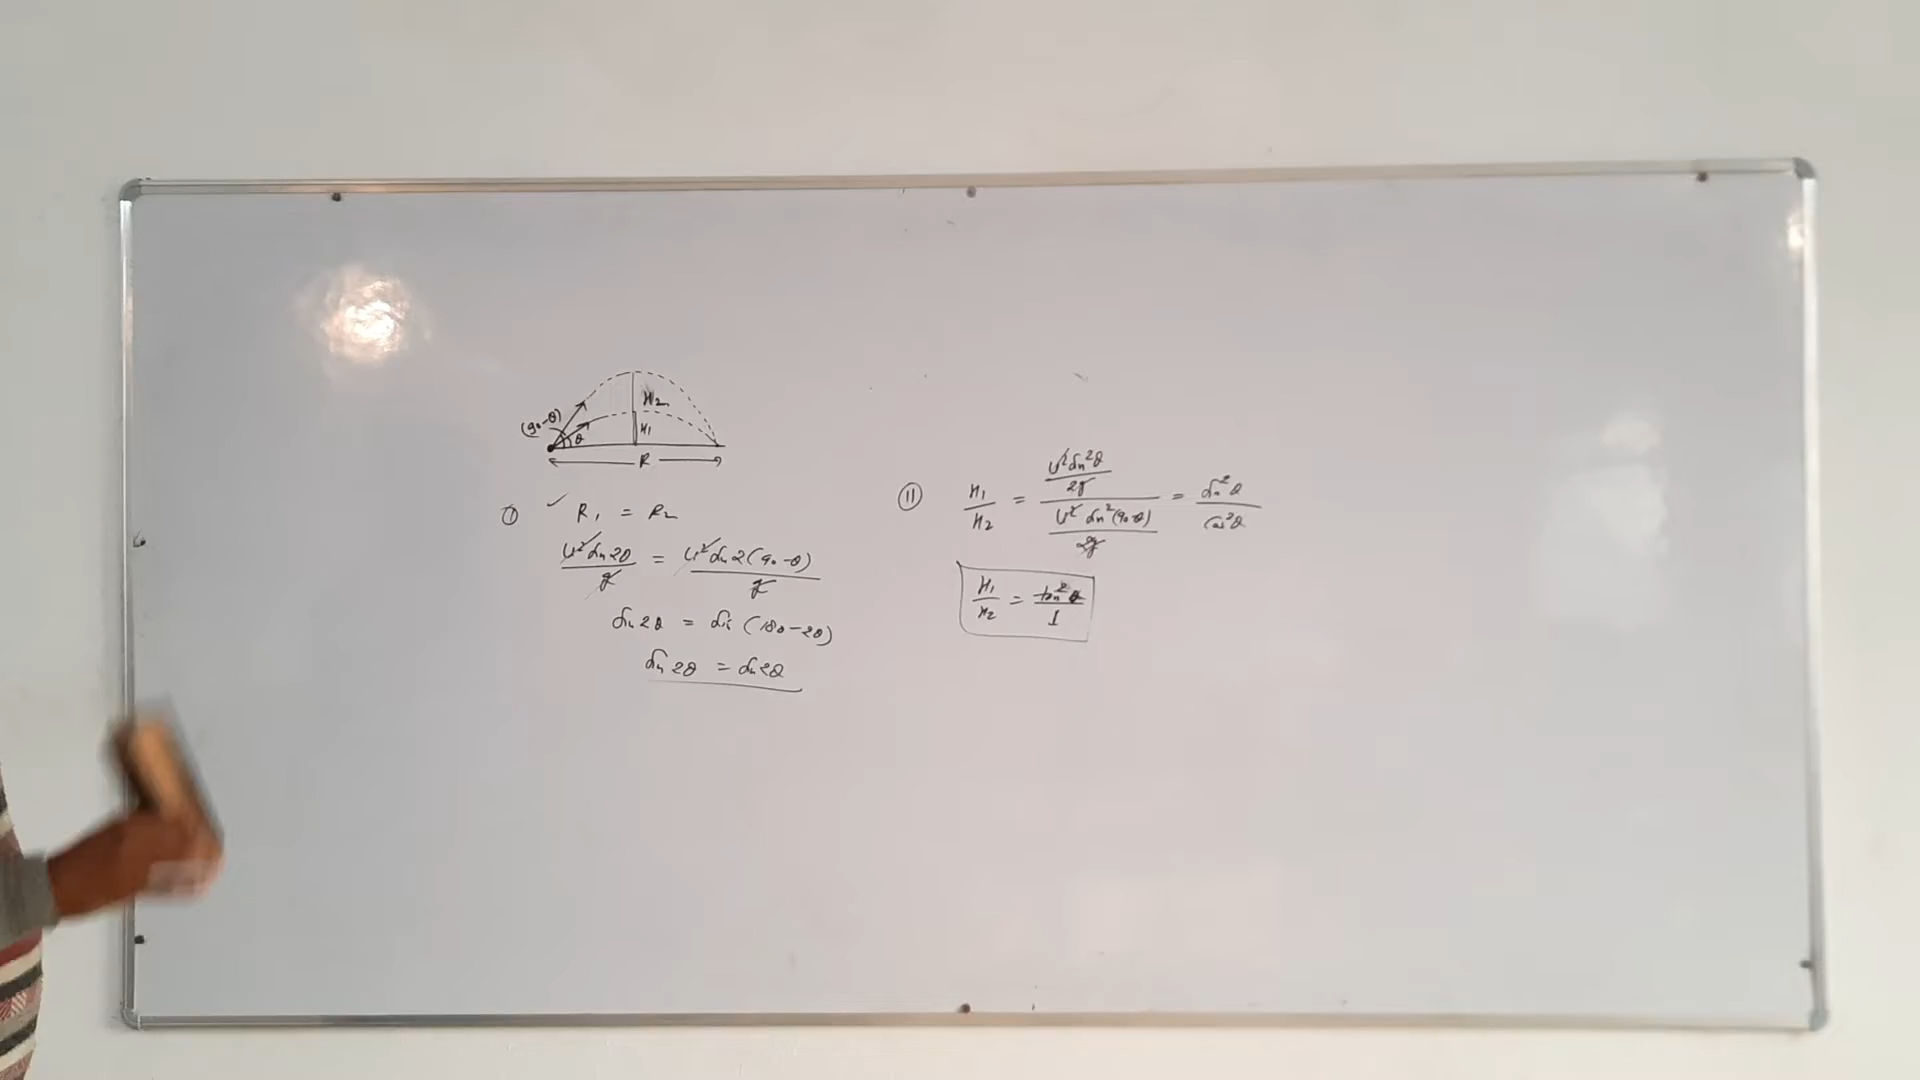 H₂
(90-θ)
θ
H₁
R
① ✓ R₁ = R₂
u² sin 2θ / g = u² sin 2(90-θ) / g
sin 2θ = sin (180-2θ)
sin 2θ = sin 2θ
⑪ H₁/H₂ = (u² sin²θ / 2g) / (u² sin²(90-θ) / 2g) = sin²θ / cos²θ
H₁/H₂ = tan²θ / 1